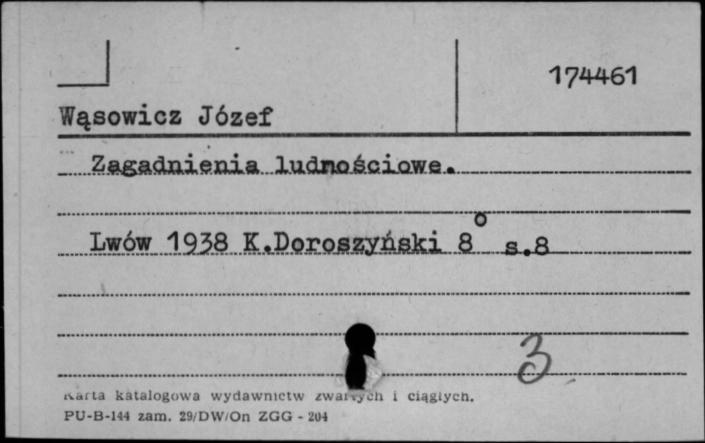 174461
Wąsowicz Józef
Zagadnienia ludnościowe.
Lwów 1938 K.Doroszyński 8° s.8
3
Karta katalogowa wydawnictw zwartych i ciągłych.
PU-B-144 zam. 29/DW/On ZGG - 204